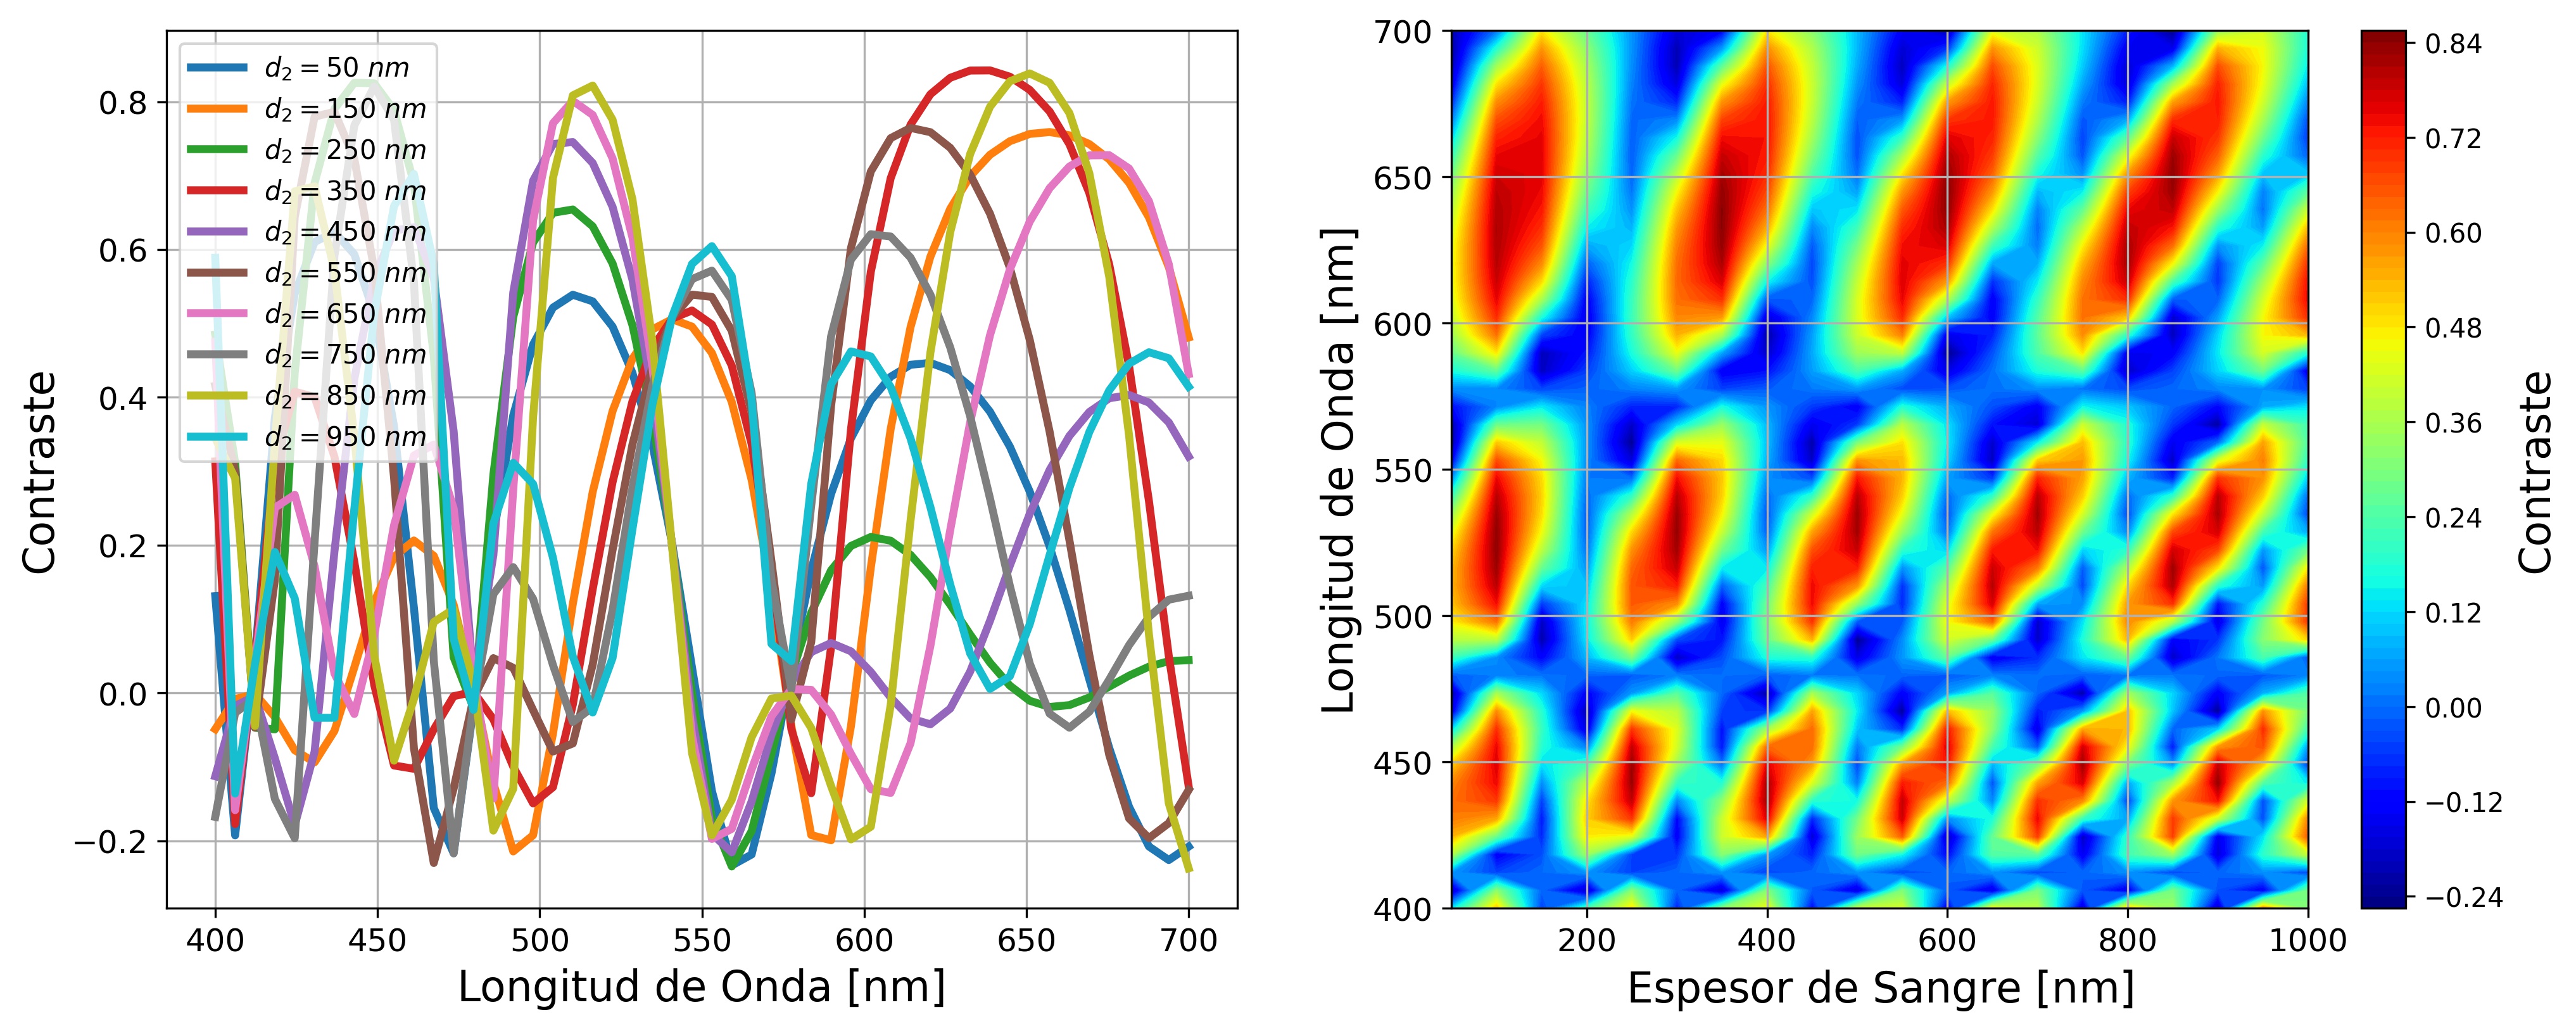 0.8
0.6
0.4
0.2
0.0
−0.2
Contraste
400 450 500 550 600 650 700
Longitud de Onda [nm]
d₂ = 50 nm
d₂ = 150 nm
d₂ = 250 nm
d₂ = 350 nm
d₂ = 450 nm
d₂ = 550 nm
d₂ = 650 nm
d₂ = 750 nm
d₂ = 850 nm
d₂ = 950 nm
700
650
600
550
500
450
400
Longitud de Onda [nm]
200 400 600 800 1000
Espesor de Sangre [nm]
0.84
0.72
0.60
0.48
0.36
0.24
0.12
0.00
−0.12
−0.24
Contraste